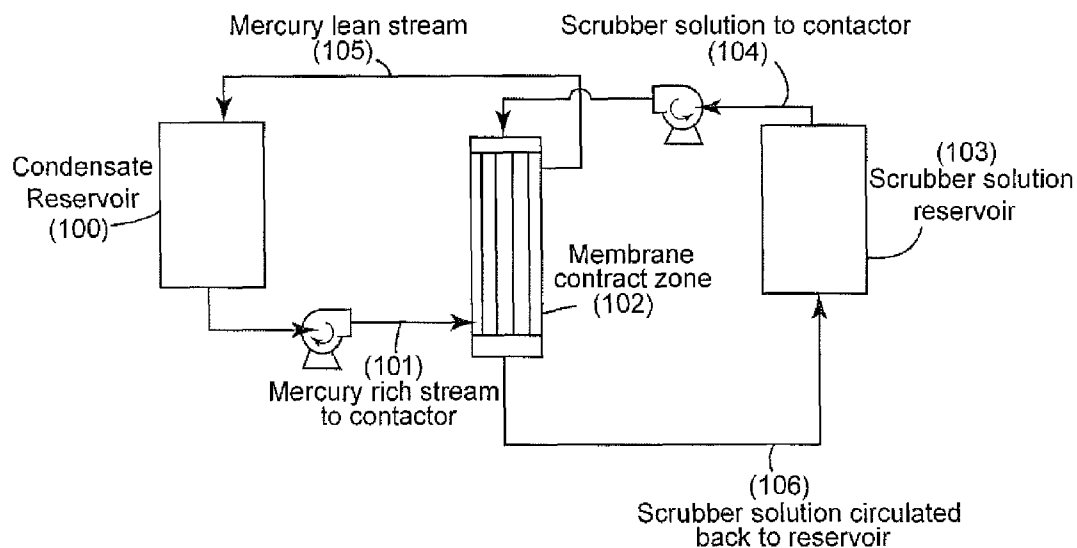 Mercury lean stream
(105)
Scrubber solution to contactor
(104)
Condensate
Reservoir
(100)
(103)
Scrubber solution
reservoir
Membrane
contract zone
(102)
(101)
Mercury rich stream
to contactor
(106)
Scrubber solution circulated
back to reservoir